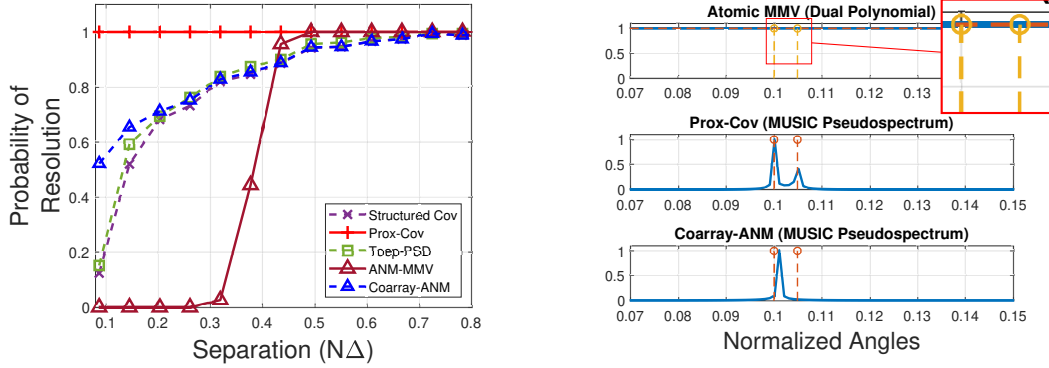 1
0.8
0.6
0.4
0.2
0
0.1 0.2 0.3 0.4 0.5 0.6 0.7 0.8
Probability of
Resolution
Separation (NΔ)
Structured Cov
Prox-Cov
Toep-PSD
ANM-MMV
Coarray-ANM
Atomic MMV (Dual Polynomial)
1
0.5
0
0.07 0.08 0.09 0.1 0.11 0.12 0.13
Prox-Cov (MUSIC Pseudospectrum)
1
0.5
0
0.07 0.08 0.09 0.1 0.11 0.12 0.13 0.14 0.15
Coarray-ANM (MUSIC Pseudospectrum)
1
0.5
0
0.07 0.08 0.09 0.1 0.11 0.12 0.13 0.14 0.15
Normalized Angles